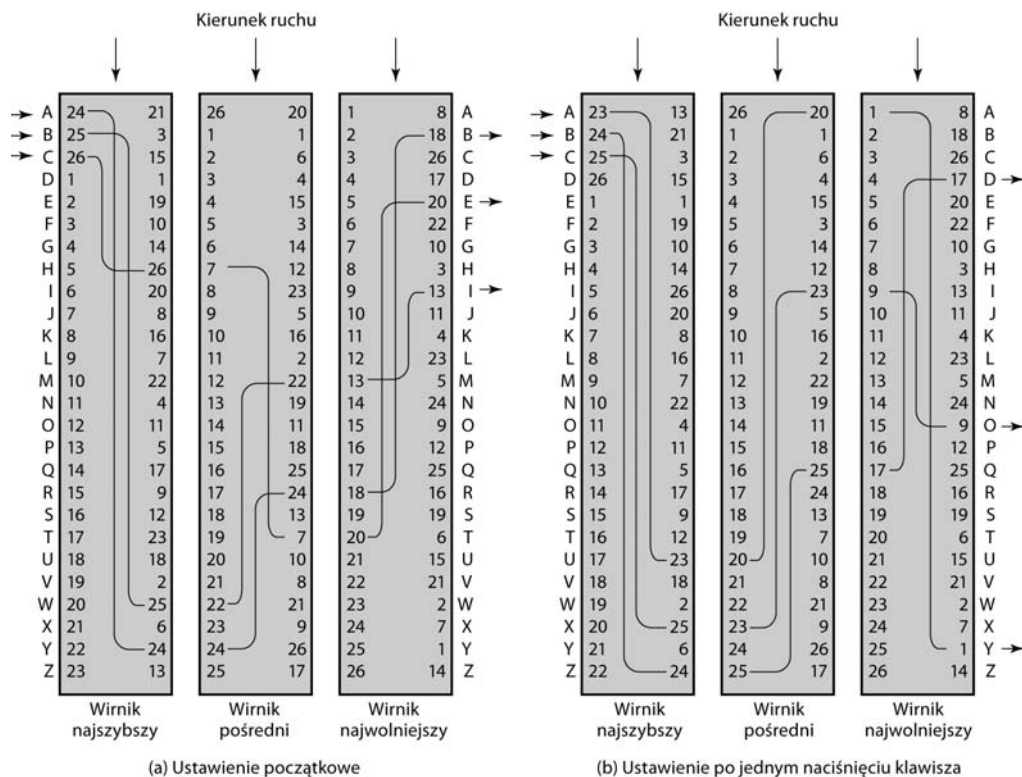 Kierunek ruchu
A 24 21 26 20 1 8 A
B 25 3 1 1 2 18 B
C 26 15 2 6 3 26 C
D 1 1 3 4 4 17 D
E 2 19 4 15 5 20 E
F 3 10 5 3 6 22 F
G 4 14 6 14 7 10 G
H 5 26 7 12 8 3 H
I 6 20 8 23 9 13 I
J 7 8 9 5 10 11 J
K 8 16 10 16 11 4 K
L 9 7 11 2 12 23 L
M 10 22 12 22 13 5 M
N 11 4 13 19 14 24 N
O 12 11 14 11 15 9 O
P 13 5 15 18 16 12 P
Q 14 17 16 25 17 25 Q
R 15 9 17 24 18 16 R
S 16 12 18 13 19 19 S
T 17 23 19 7 20 6 T
U 18 18 20 10 21 15 U
V 19 2 21 8 22 21 V
W 20 25 22 21 23 2 W
X 21 6 23 9 24 7 X
Y 22 24 24 26 25 1 Y
Z 23 13 25 17 26 14 Z
Wirnik
najszybszy
Wirnik
pośredni
Wirnik
najwolniejszy
(a) Ustawienie początkowe
Kierunek ruchu
A 23 13 26 20 1 8 A
B 24 21 1 1 2 18 B
C 25 3 2 6 3 26 C
D 26 15 3 4 4 17 D
E 1 1 4 15 5 20 E
F 2 19 5 3 6 22 F
G 3 10 6 14 7 10 G
H 4 14 7 12 8 3 H
I 5 26 8 23 9 13 I
J 6 20 9 5 10 11 J
K 7 8 10 16 11 4 K
L 8 16 11 2 12 23 L
M 9 7 12 22 13 5 M
N 10 22 13 19 14 24 N
O 11 4 14 11 15 9 O
P 12 11 15 18 16 12 P
Q 13 5 16 25 17 25 Q
R 14 17 17 24 18 16 R
S 15 9 18 13 19 19 S
T 16 12 19 7 20 6 T
U 17 23 20 10 21 15 U
V 18 18 21 8 22 21 V
W 19 2 22 21 23 2 W
X 20 25 23 9 24 7 X
Y 21 6 24 26 25 1 Y
Z 22 24 25 17 26 14 Z
Wirnik
najszybszy
Wirnik
pośredni
Wirnik
najwolniejszy
(b) Ustawienie po jednym naciśnięciu klawisza